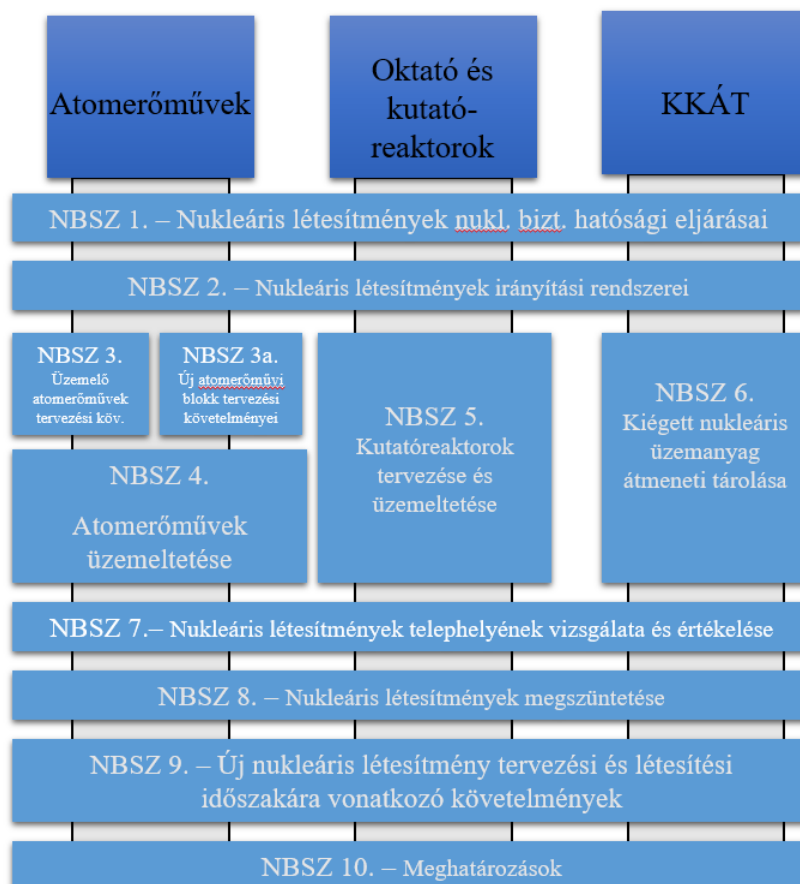 Atomerőművek
Oktató és
kutató-
reaktorok
KKÁT
NBSZ 1. – Nukleáris létesítmények nukl. bizt. hatósági eljárásai
NBSZ 2. – Nukleáris létesítmények irányítási rendszerei
NBSZ 3.
Üzemelő
atomerőművek
tervezési köv.
NBSZ 3a.
Új atomerőművi
blokk tervezési
követelményei
NBSZ 4.
Atomerőművek
üzemeltetése
NBSZ 5.
Kutatóreaktorok
tervezése és
üzemeltetése
NBSZ 6.
Kiégett nukleáris
üzemanyag
átmeneti tárolása
NBSZ 7.– Nukleáris létesítmények telephelyének vizsgálata és értékelése
NBSZ 8. – Nukleáris létesítmények megszüntetése
NBSZ 9. – Új nukleáris létesítmény tervezési és létesítési
időszakára vonatkozó követelmények
NBSZ 10. – Meghatározások